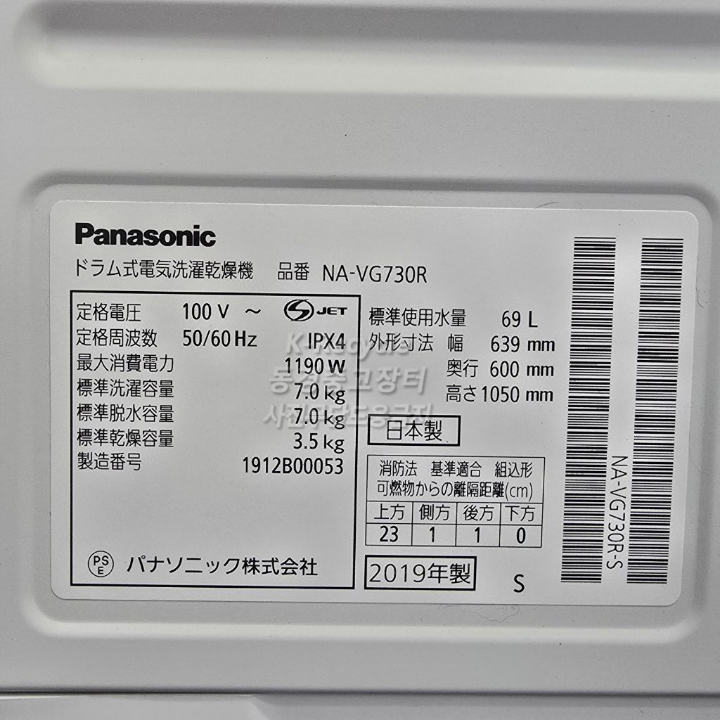 Panasonic
ドラム式電気洗濯乾燥機 品番 NA-VG730R
定格電圧 100 V ～ S JET
定格周波数 50/60 Hz IPX4
最大消費電力 1190 W
標準洗濯容量 7.0 kg
標準脱水容量 7.0 kg
標準乾燥容量 3.5 kg
製造番号 1912B00053
PS
E
パナソニック株式会社
標準使用水量 69 L
外形寸法 幅 639 mm
奥行 600 mm
高さ 1050 mm
日本製
消防法 基準適合 組込形
可燃物からの離隔距離(cm)
上方 側方 後方 下方
23 1 1 0
2019年製
S
NA-VG730R-S
동경중고장터